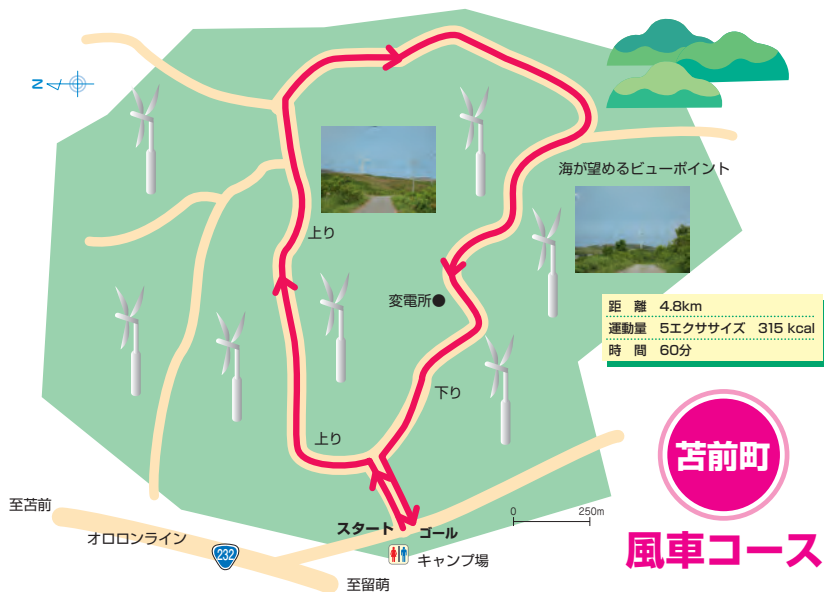 N
海が望めるビューポイント
上り
変電所
距　離　4.8km
運動量　5エクササイズ　315 kcal
時　間　60分
下り
上り
苫前町
至苫前
オロロンライン
232
スタート
ゴール
0　250m
キャンプ場
至留萌
風車コース